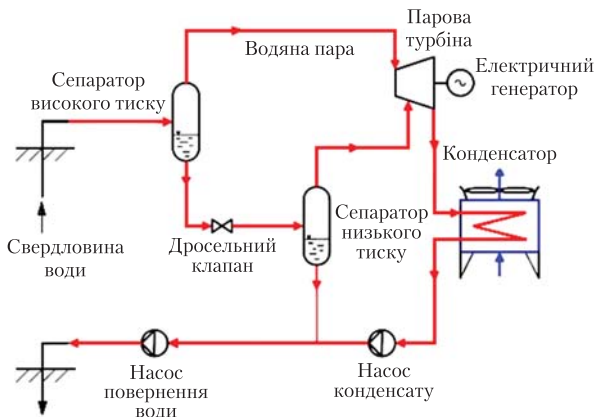 Парова
турбіна
Водяна пара
Електричний
генератор
Сепаратор
високого тиску
Конденсатор
Сепаратор
низького
тиску
Дросельний
клапан
Свердловина
води
Насос
повернення
води
Насос
конденсату